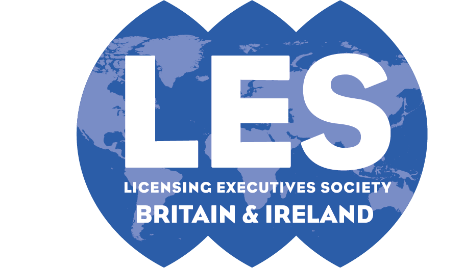 LES
LICENSING EXECUTIVES SOCIETY
BRITAIN & IRELAND